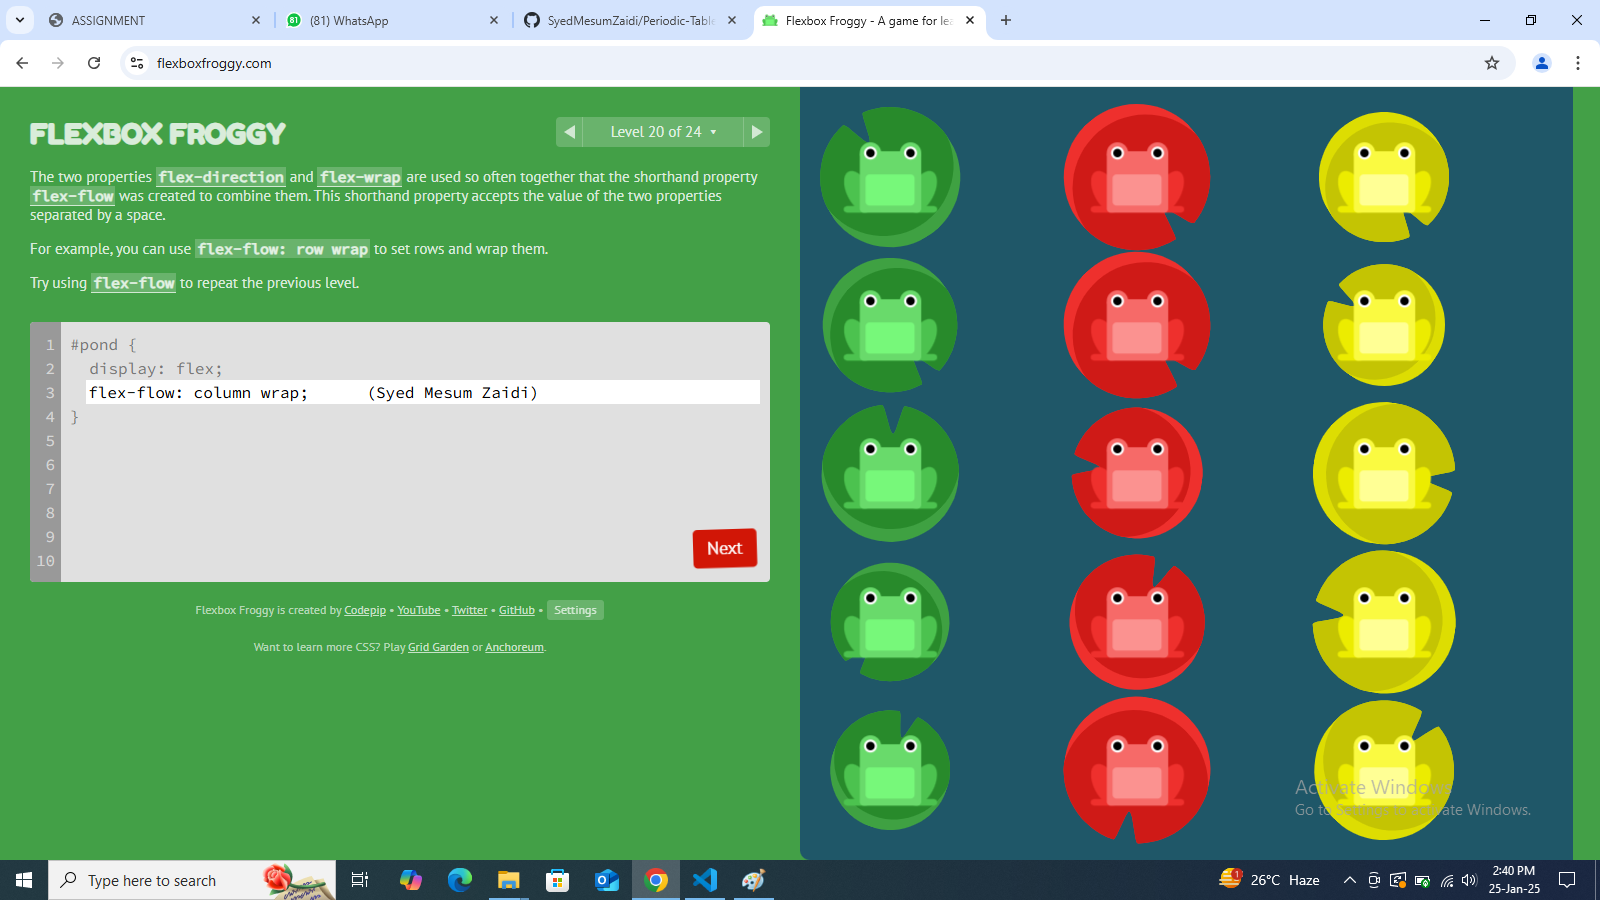 ASSIGNMENT
(81) WhatsApp
SyedMesumZaidi/Periodic-Table
Flexbox Froggy - A game for lea
flexboxfroggy.com
FLEXBOX FROGGY
Level 20 of 24 ▼
The two properties flex-direction and flex-wrap are used so often together that the shorthand property
flex-flow was created to combine them. This shorthand property accepts the value of the two properties
separated by a space.
For example, you can use flex-flow: row wrap to set rows and wrap them.
Try using flex-flow to repeat the previous level.
1 #pond {
2 display: flex;
3 flex-flow: column wrap; (Syed Mesum Zaidi)
4 }
5
6
7
8
9
10
Next
Flexbox Froggy is created by Codepip • YouTube • Twitter • GitHub • Settings
Want to learn more CSS? Play Grid Garden or Anchoreum.
Activate Windows
Go to Settings to activate Windows.
Type here to search
1
26°C Haze
2:40 PM
25-Jan-25